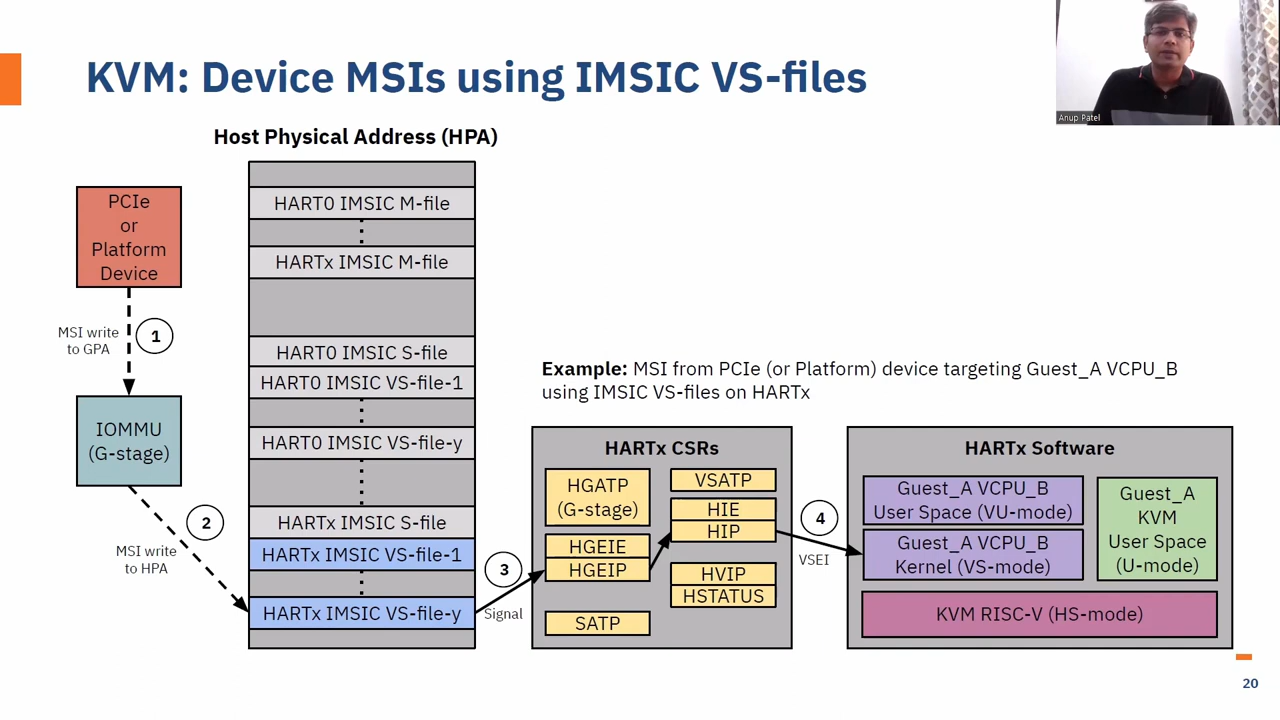 KVM: Device MSIs using IMSIC VS-files
Anup Patel
Host Physical Address (HPA)
PCIe
or
Platform
Device
MSI write
to GPA
1
IOMMU
(G-stage)
2
MSI write
to HPA
HART0 IMSIC M-file
HARTx IMSIC M-file
HART0 IMSIC S-file
HART0 IMSIC VS-file-1
HART0 IMSIC VS-file-y
HARTx IMSIC S-file
HARTx IMSIC VS-file-1
HARTx IMSIC VS-file-y
3
Signal
Example: MSI from PCIe (or Platform) device targeting Guest_A VCPU_B
using IMSIC VS-files on HARTx
HARTx CSRs
HGATP
(G-stage)
HGEIE
HGEIP
SATP
VSATP
HIE
HIP
HVIP
HSTATUS
4
VSEI
HARTx Software
Guest_A VCPU_B
User Space (VU-mode)
Guest_A VCPU_B
Kernel (VS-mode)
Guest_A
KVM
User Space
(U-mode)
KVM RISC-V (HS-mode)
20